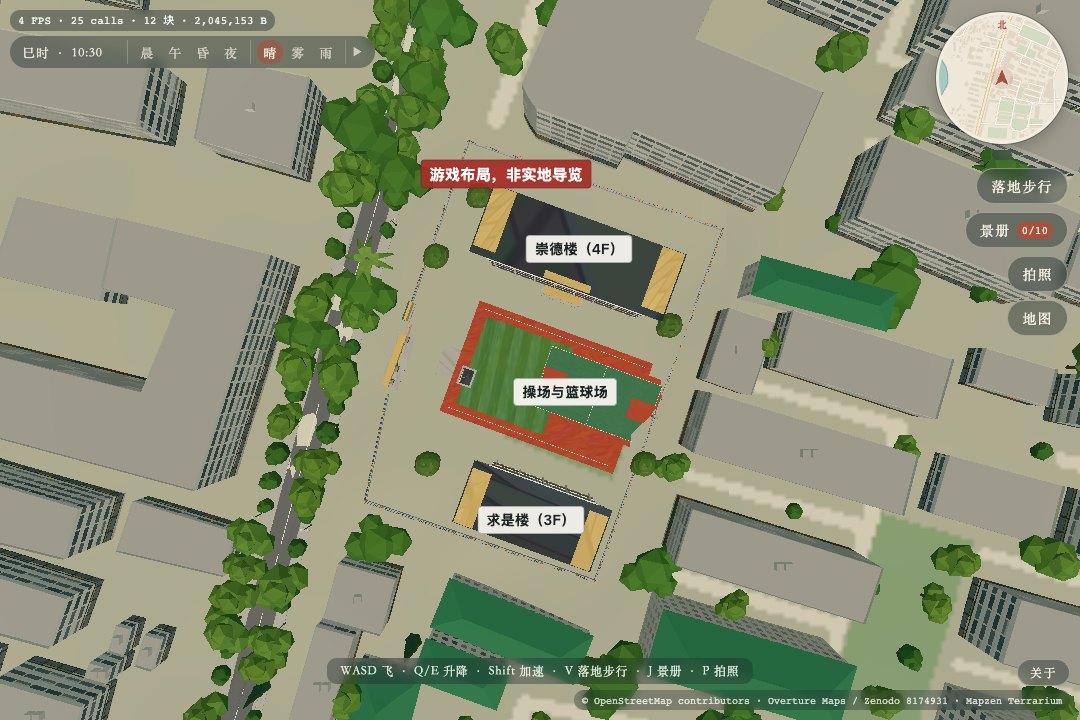 4 FPS · 25 calls · 12 块 · 2,045,153 B
巳时 · 10:30 晨 午 昏 夜 晴 雾 雨
北
落地步行
景册 0/10
拍照
地图
游戏布局，非实地导览
崇德楼（4F）
操场与篮球场
求是楼（3F）
WASD 飞 · Q/E 升降 · Shift 加速 · V 落地步行 · J 景册 · P 拍照
关于
© OpenStreetMap contributors · Overture Maps / Zenodo 8174931 · Mapzen Terrarium